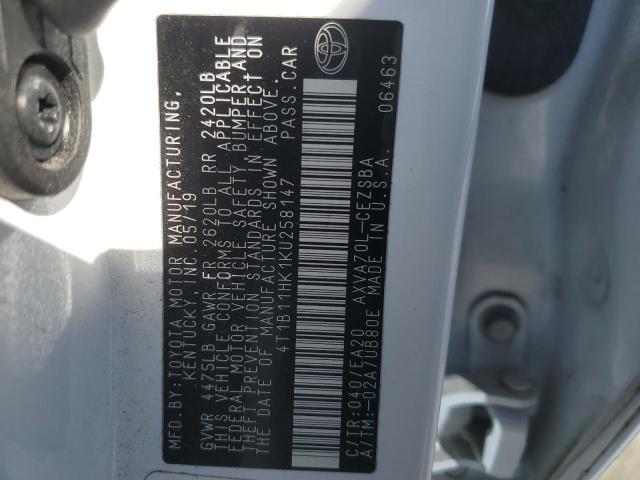 MFD. BY:TOYOTA MOTOR MANUFACTURING,
KENTUCKY, INC. 05/19
GVWR 4475LB GAWR FR 2620LB RR 2420LB
THIS VEHICLE CONFORMS TO ALL APPLICABLE
FEDERAL MOTOR VEHICLE SAFETY, BUMPER, AND
THEFT PREVENTION STANDARDS IN EFFECT ON
THE DATE OF MANUFACTURE SHOWN ABOVE.
4T1B11HK1KU258147 PASS.CAR
C/TR:040/EA20 AXVA70L-CEZSBA
A/TM:-02A/UB80E MADE IN U.S.A. 06463